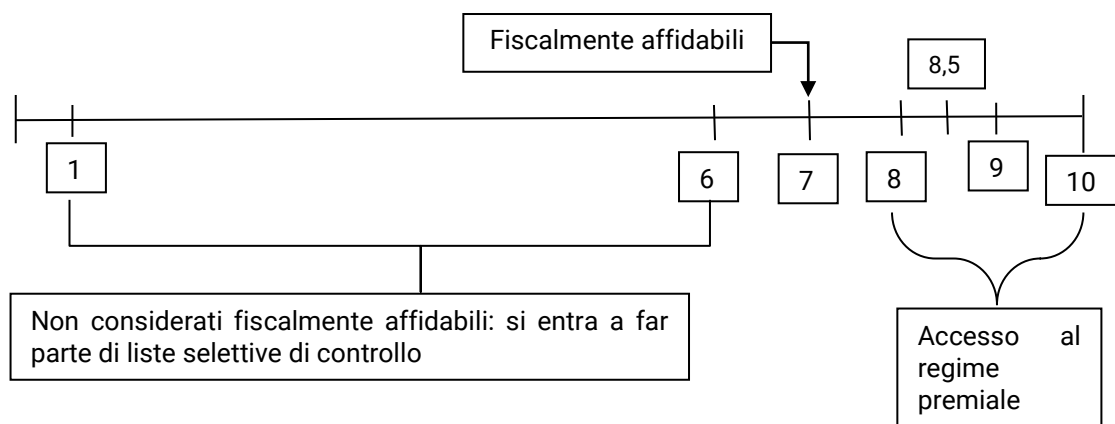 Fiscalmente affidabili
8,5
1
6
7
8
9
10
Non considerati fiscalmente affidabili: si entra a far
parte di liste selettive di controllo
Accesso al
regime
premiale